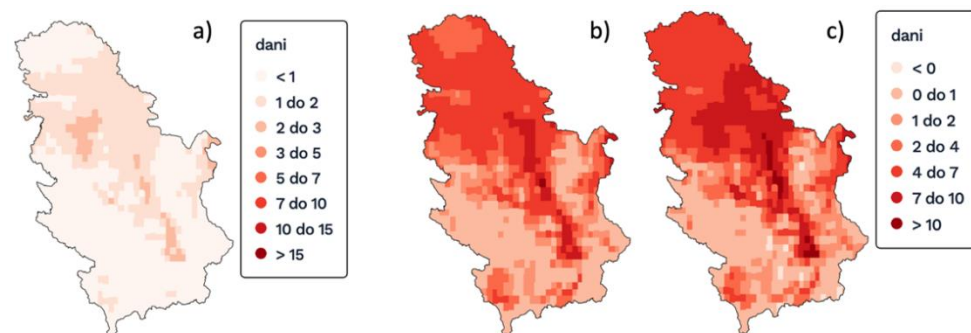 a)
dani
< 1
1 do 2
2 do 3
3 do 5
5 do 7
7 do 10
10 do 15
> 15
b)
c)
dani
< 0
0 do 1
1 do 2
2 do 4
4 do 7
7 do 10
> 10